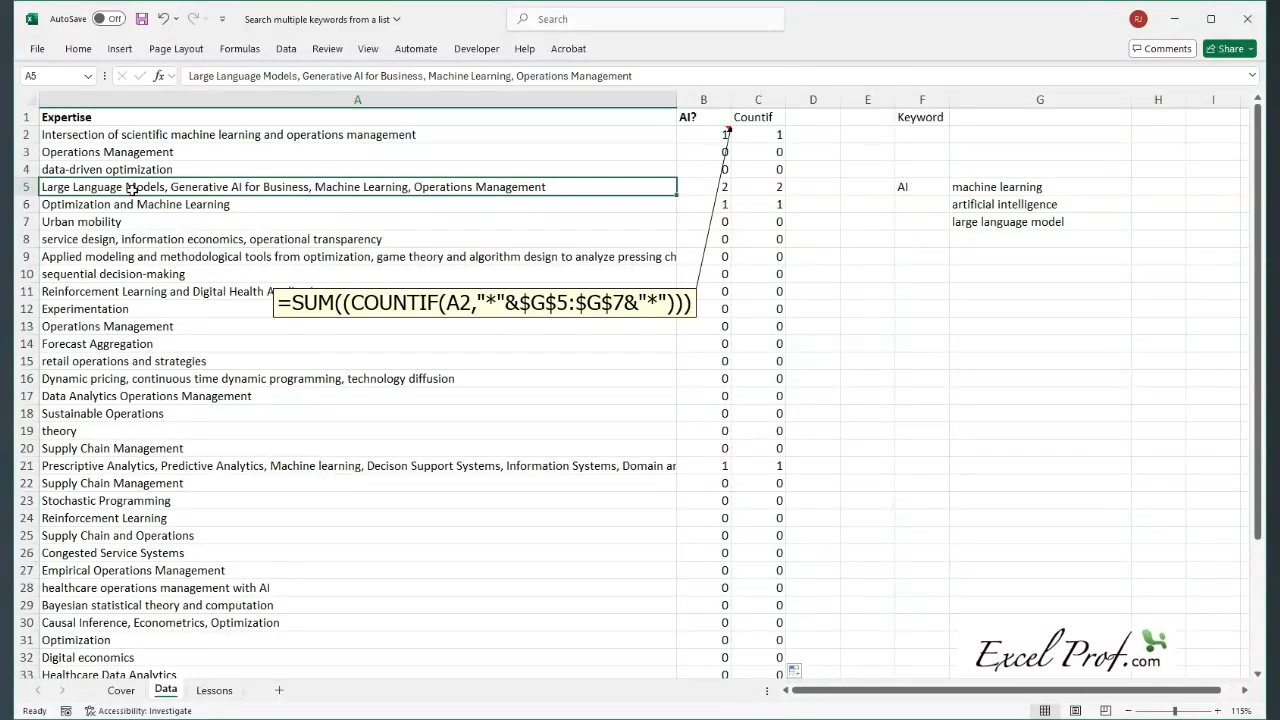 AutoSave Off Search multiple keywords from a list Search RJ
File Home Insert Page Layout Formulas Data Review View Automate Developer Help Acrobat Comments Share
A5 fx Large Language Models, Generative AI for Business, Machine Learning, Operations Management
A B C D E F G H I
1 Expertise AI? Countif Keyword
2 Intersection of scientific machine learning and operations management 1 1
3 Operations Management 0 0
4 data-driven optimization 0 0
5 Large Language Models, Generative AI for Business, Machine Learning, Operations Management 2 2 AI machine learning
6 Optimization and Machine Learning 1 1 artificial intelligence
7 Urban mobility 0 0 large language model
8 service design, information economics, operational transparency 0 0
9 Applied modeling and methodological tools from optimization, game theory and algorithm design to analyze pressing ch 0 0
10 sequential decision-making 0 0
11 Reinforcement Learning and Digital Health A 0 0
=SUM((COUNTIF(A2,"*"&$G$5:$G$7&"*")))
12 Experimentation 0 0
13 Operations Management 0 0
14 Forecast Aggregation 0 0
15 retail operations and strategies 0 0
16 Dynamic pricing, continuous time dynamic programming, technology diffusion 0 0
17 Data Analytics Operations Management 0 0
18 Sustainable Operations 0 0
19 theory 0 0
20 Supply Chain Management 0 0
21 Prescriptive Analytics, Predictive Analytics, Machine learning, Decison Support Systems, Information Systems, Domain ar 1 1
22 Supply Chain Management 0 0
23 Stochastic Programming 0 0
24 Reinforcement Learning 0 0
25 Supply Chain and Operations 0 0
26 Congested Service Systems 0 0
27 Empirical Operations Management 0 0
28 healthcare operations management with AI 0 0
29 Bayesian statistical theory and computation 0 0
30 Causal Inference, Econometrics, Optimization 0 0
31 Optimization 0 0
32 Digital economics 0 0
33 Healthcare Data Analytics 0 0
Excel Prof.com
Cover Data Lessons
Ready Accessibility: Investigate 115%